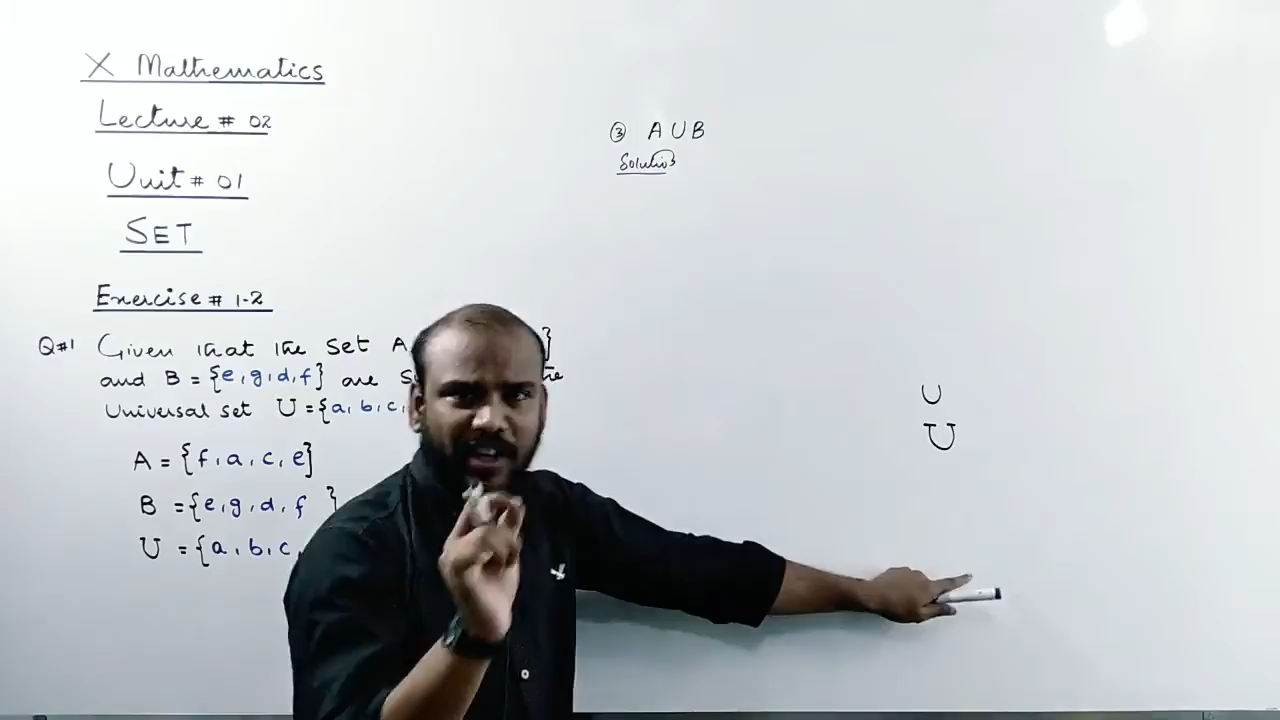 X Mathematics
Lecture # 02
Unit # 01
SET
Exercise # 1.2
Q#1 Given that the set A }
and B = {e, g, d, f} are
Universal set U = {a, b, c,
A = {f, a, c, e}
B = {e, g, d, f }
U = {a, b, c,
③ A ∪ B
Solution
∪
U